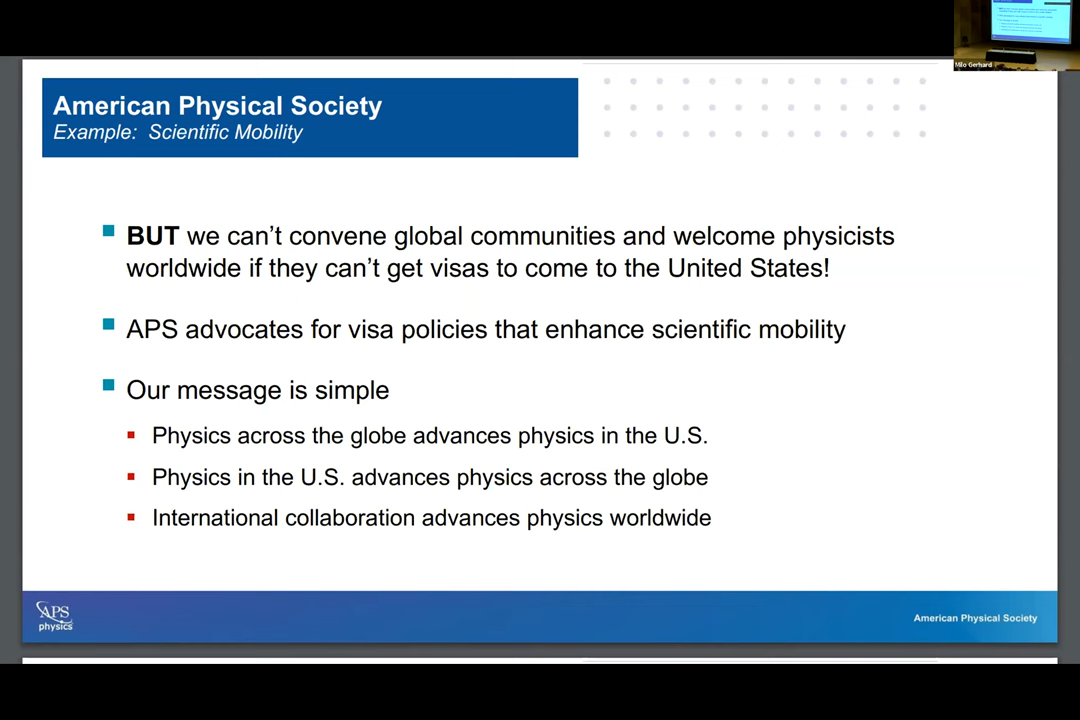 Milo Gerhard
American Physical Society
Example: Scientific Mobility
BUT we can't convene global communities and welcome physicists
worldwide if they can't get visas to come to the United States!
APS advocates for visa policies that enhance scientific mobility
Our message is simple
Physics across the globe advances physics in the U.S.
Physics in the U.S. advances physics across the globe
International collaboration advances physics worldwide
APS
physics
American Physical Society